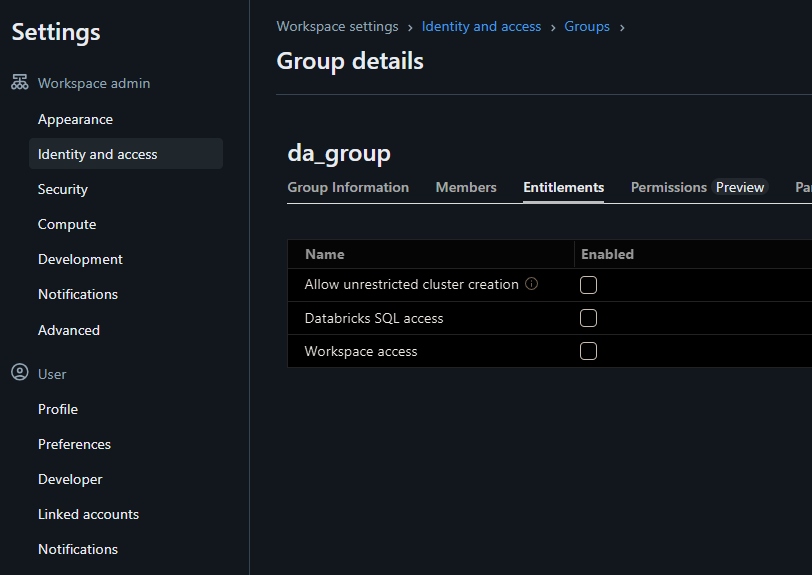 Settings
Workspace admin
Appearance
Identity and access
Security
Compute
Development
Notifications
Advanced
User
Profile
Preferences
Developer
Linked accounts
Notifications
Workspace settings › Identity and access › Groups ›
Group details
da_group
Group Information Members Entitlements Permissions Preview
Name Enabled
Allow unrestricted cluster creation
Databricks SQL access
Workspace access